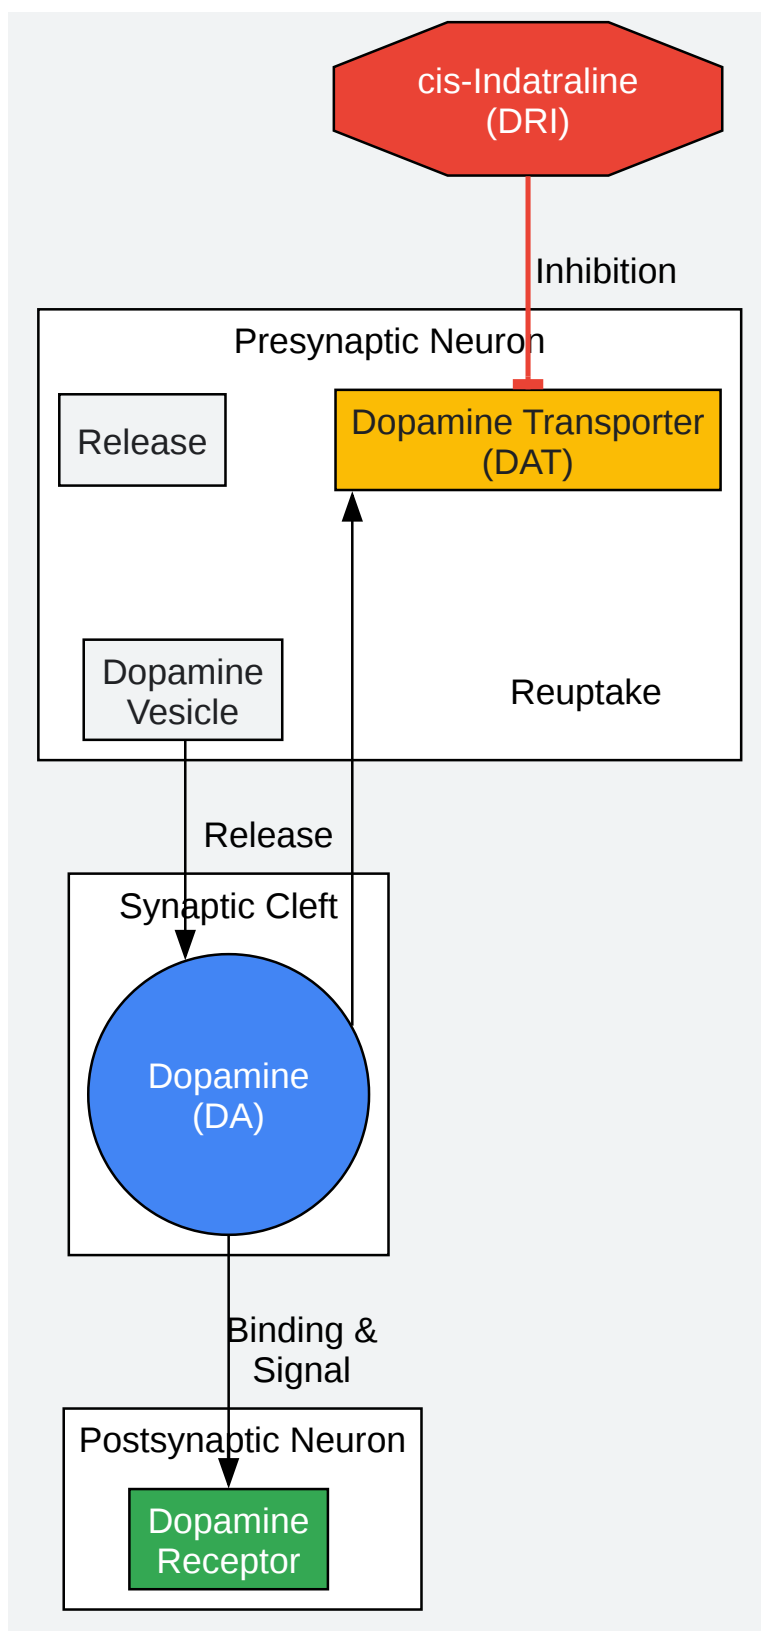 cis-Indatraline
(DRI)
Inhibition
Presynaptic Neuron
Release
Dopamine Transporter
(DAT)
Dopamine
Vesicle
Reuptake
Release
Synaptic Cleft
Dopamine
(DA)
Binding &
Signal
Postsynaptic Neuron
Dopamine
Receptor